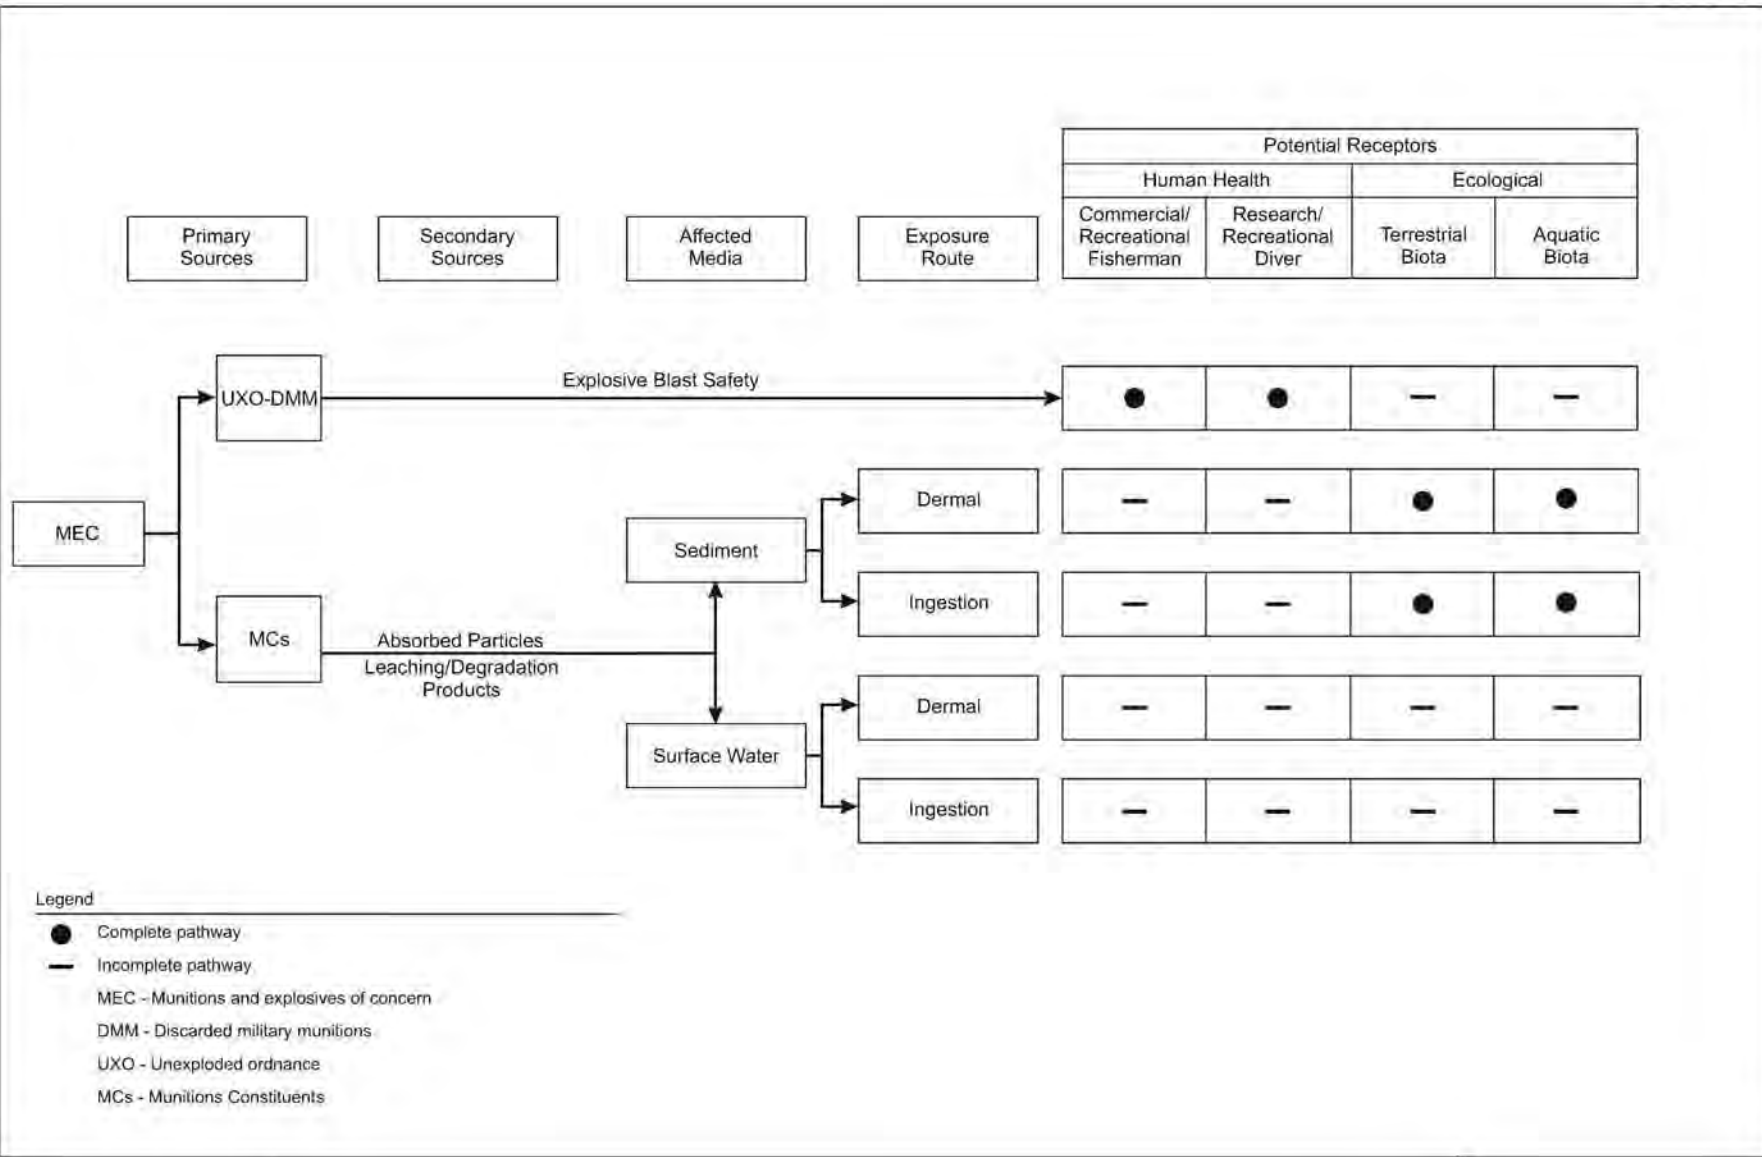 Potential Receptors
Human Health
Ecological
Primary
Sources
Secondary
Sources
Affected
Media
Exposure
Route
Commercial/
Recreational
Fisherman
Research/
Recreational
Diver
Terrestrial
Biota
Aquatic
Biota
UXO-DMM
Explosive Blast Safety
MEC
MCs
Absorbed Particles
Leaching/Degradation
Products
Sediment
Dermal
Ingestion
Surface Water
Dermal
Ingestion
Legend
Complete pathway
Incomplete pathway
MEC - Munitions and explosives of concern
DMM - Discarded military munitions
UXO - Unexploded ordnance
MCs - Munitions Constituents